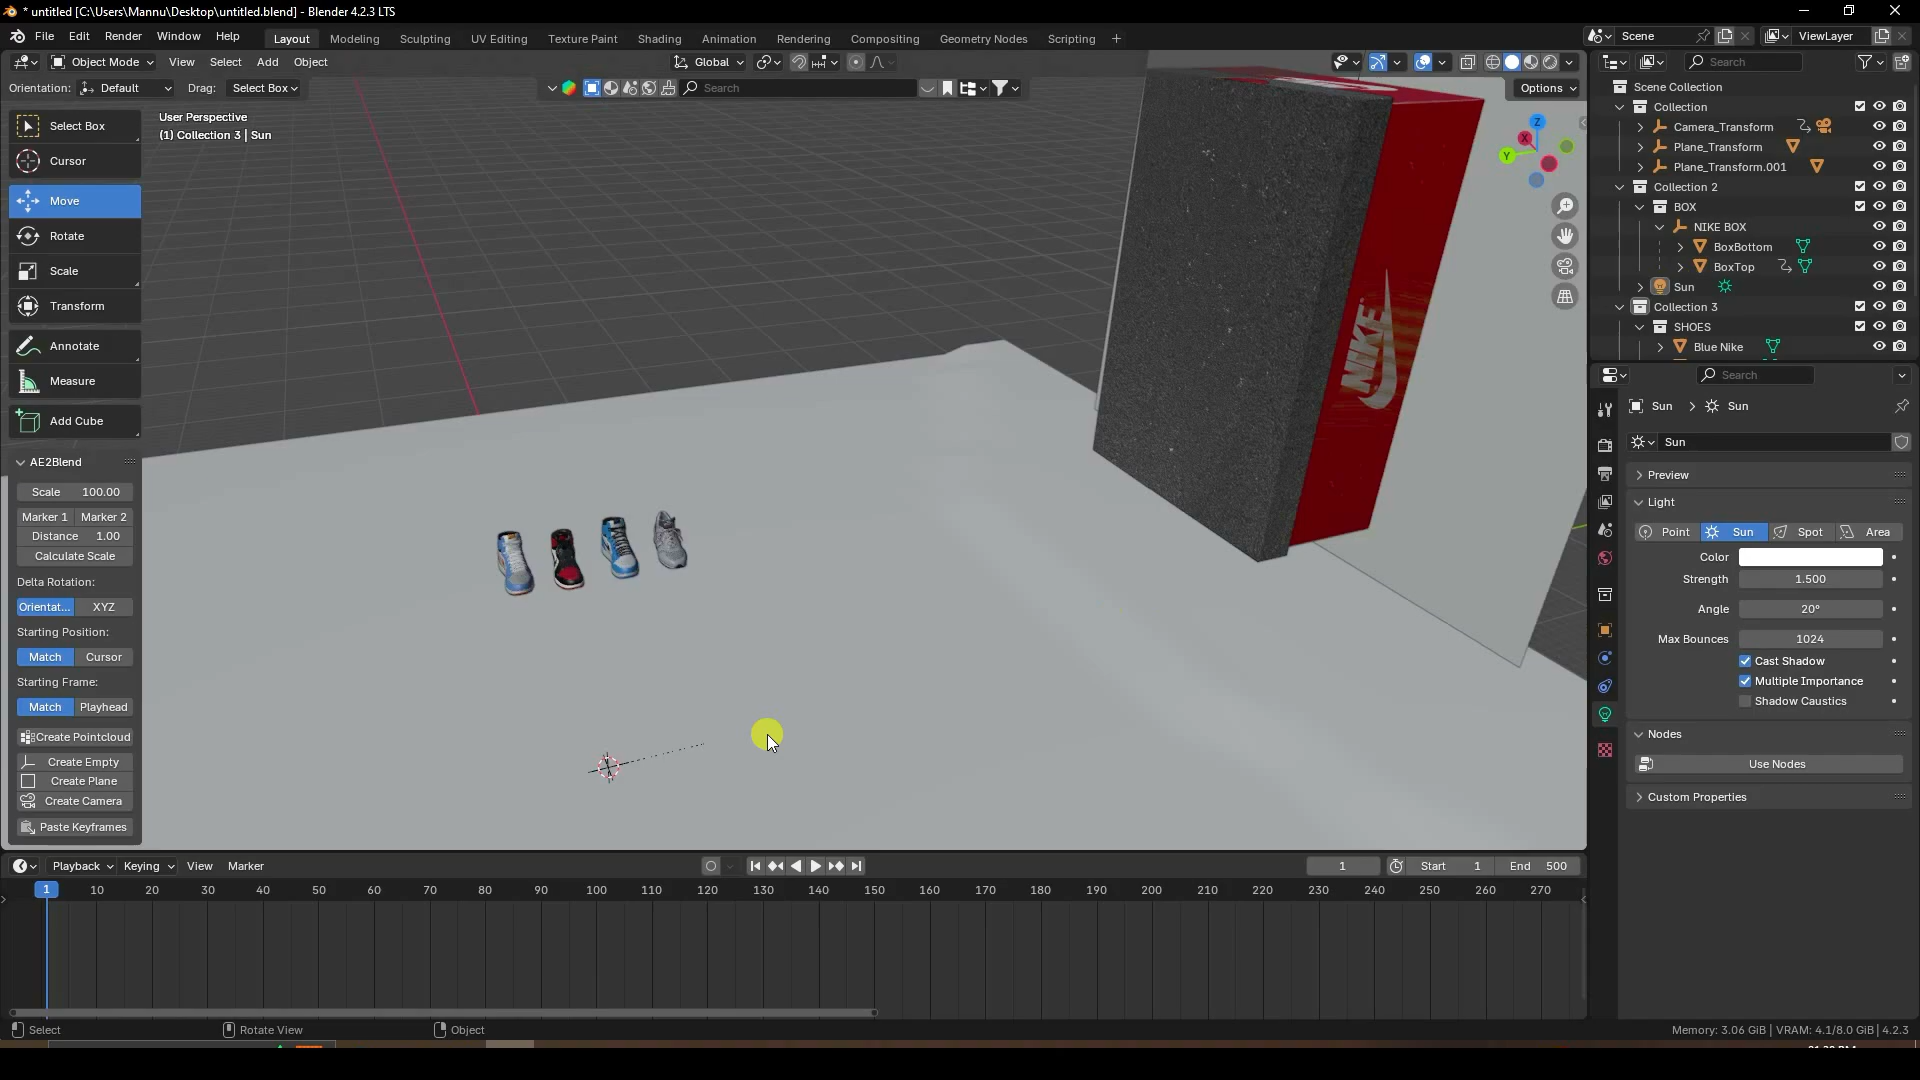 * untitled [C:\Users\Mannu\Desktop\untitled.blend] - Blender 4.2.3 LTS
File Edit Render Window Help Layout Modeling Sculpting UV Editing Texture Paint Shading Animation Rendering Compositing Geometry Nodes Scripting + Scene ViewLayer
Object Mode View Select Add Object Global Search
Orientation: Default Drag: Select Box Search Options
User Perspective
(1) Collection 3 | Sun
Select Box
Cursor
Move
Rotate
Scale
Transform
Annotate
Measure
Add Cube
AE2Blend
Scale 100.00
Marker 1 Marker 2
Distance 1.00
Calculate Scale
Delta Rotation:
Orientat... XYZ
Starting Position:
Match Cursor
Starting Frame:
Match Playhead
Create Pointcloud
Create Empty
Create Plane
Create Camera
Paste Keyframes
Z
X
Y
NIKE
Scene Collection
Collection
Camera_Transform
Plane_Transform
Plane_Transform.001
Collection 2
BOX
NIKE BOX
BoxBottom
BoxTop
Sun
Collection 3
SHOES
Blue Nike
Search
Sun > Sun
Sun
Preview
Light
Point Sun Spot Area
Color
Strength 1.500
Angle 20°
Max Bounces 1024
Cast Shadow
Multiple Importance
Shadow Caustics
Nodes
Use Nodes
Custom Properties
Playback Keying View Marker 1 Start 1 End 500
1 10 20 30 40 50 60 70 80 90 100 110 120 130 140 150 160 170 180 190 200 210 220 230 240 250 260 270
Select Rotate View Object Memory: 3.06 GiB | VRAM: 4.1/8.0 GiB | 4.2.3